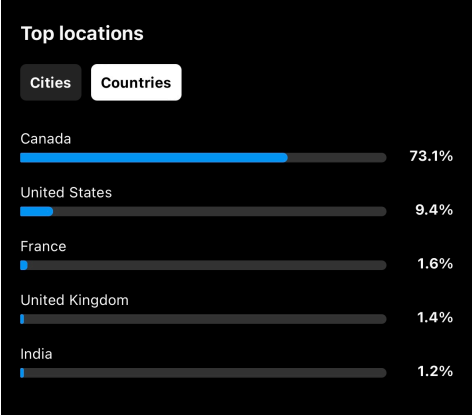 Top locations
Cities Countries
Canada
73.1%
United States
9.4%
France
1.6%
United Kingdom
1.4%
India
1.2%